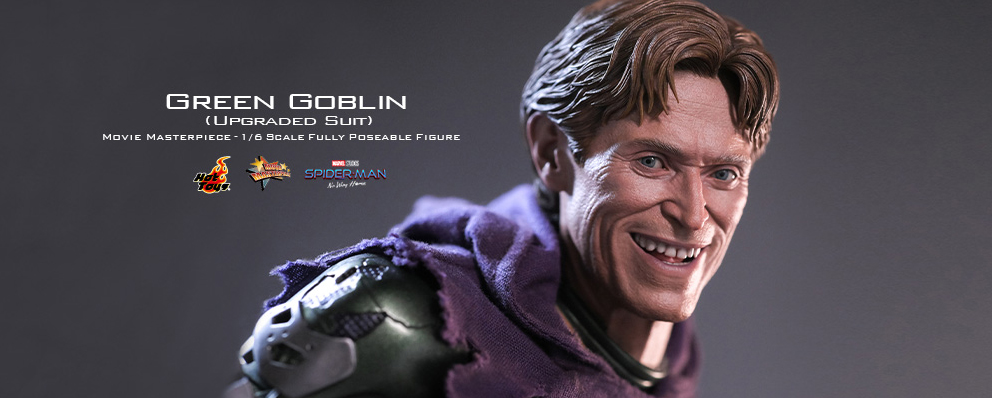 Green Goblin
(Upgraded Suit)
Movie Masterpiece - 1/6 Scale Fully Poseable Figure
Hot Toys
Movie Masterpiece
MARVEL STUDIOS
SPIDER-MAN
No Way Home